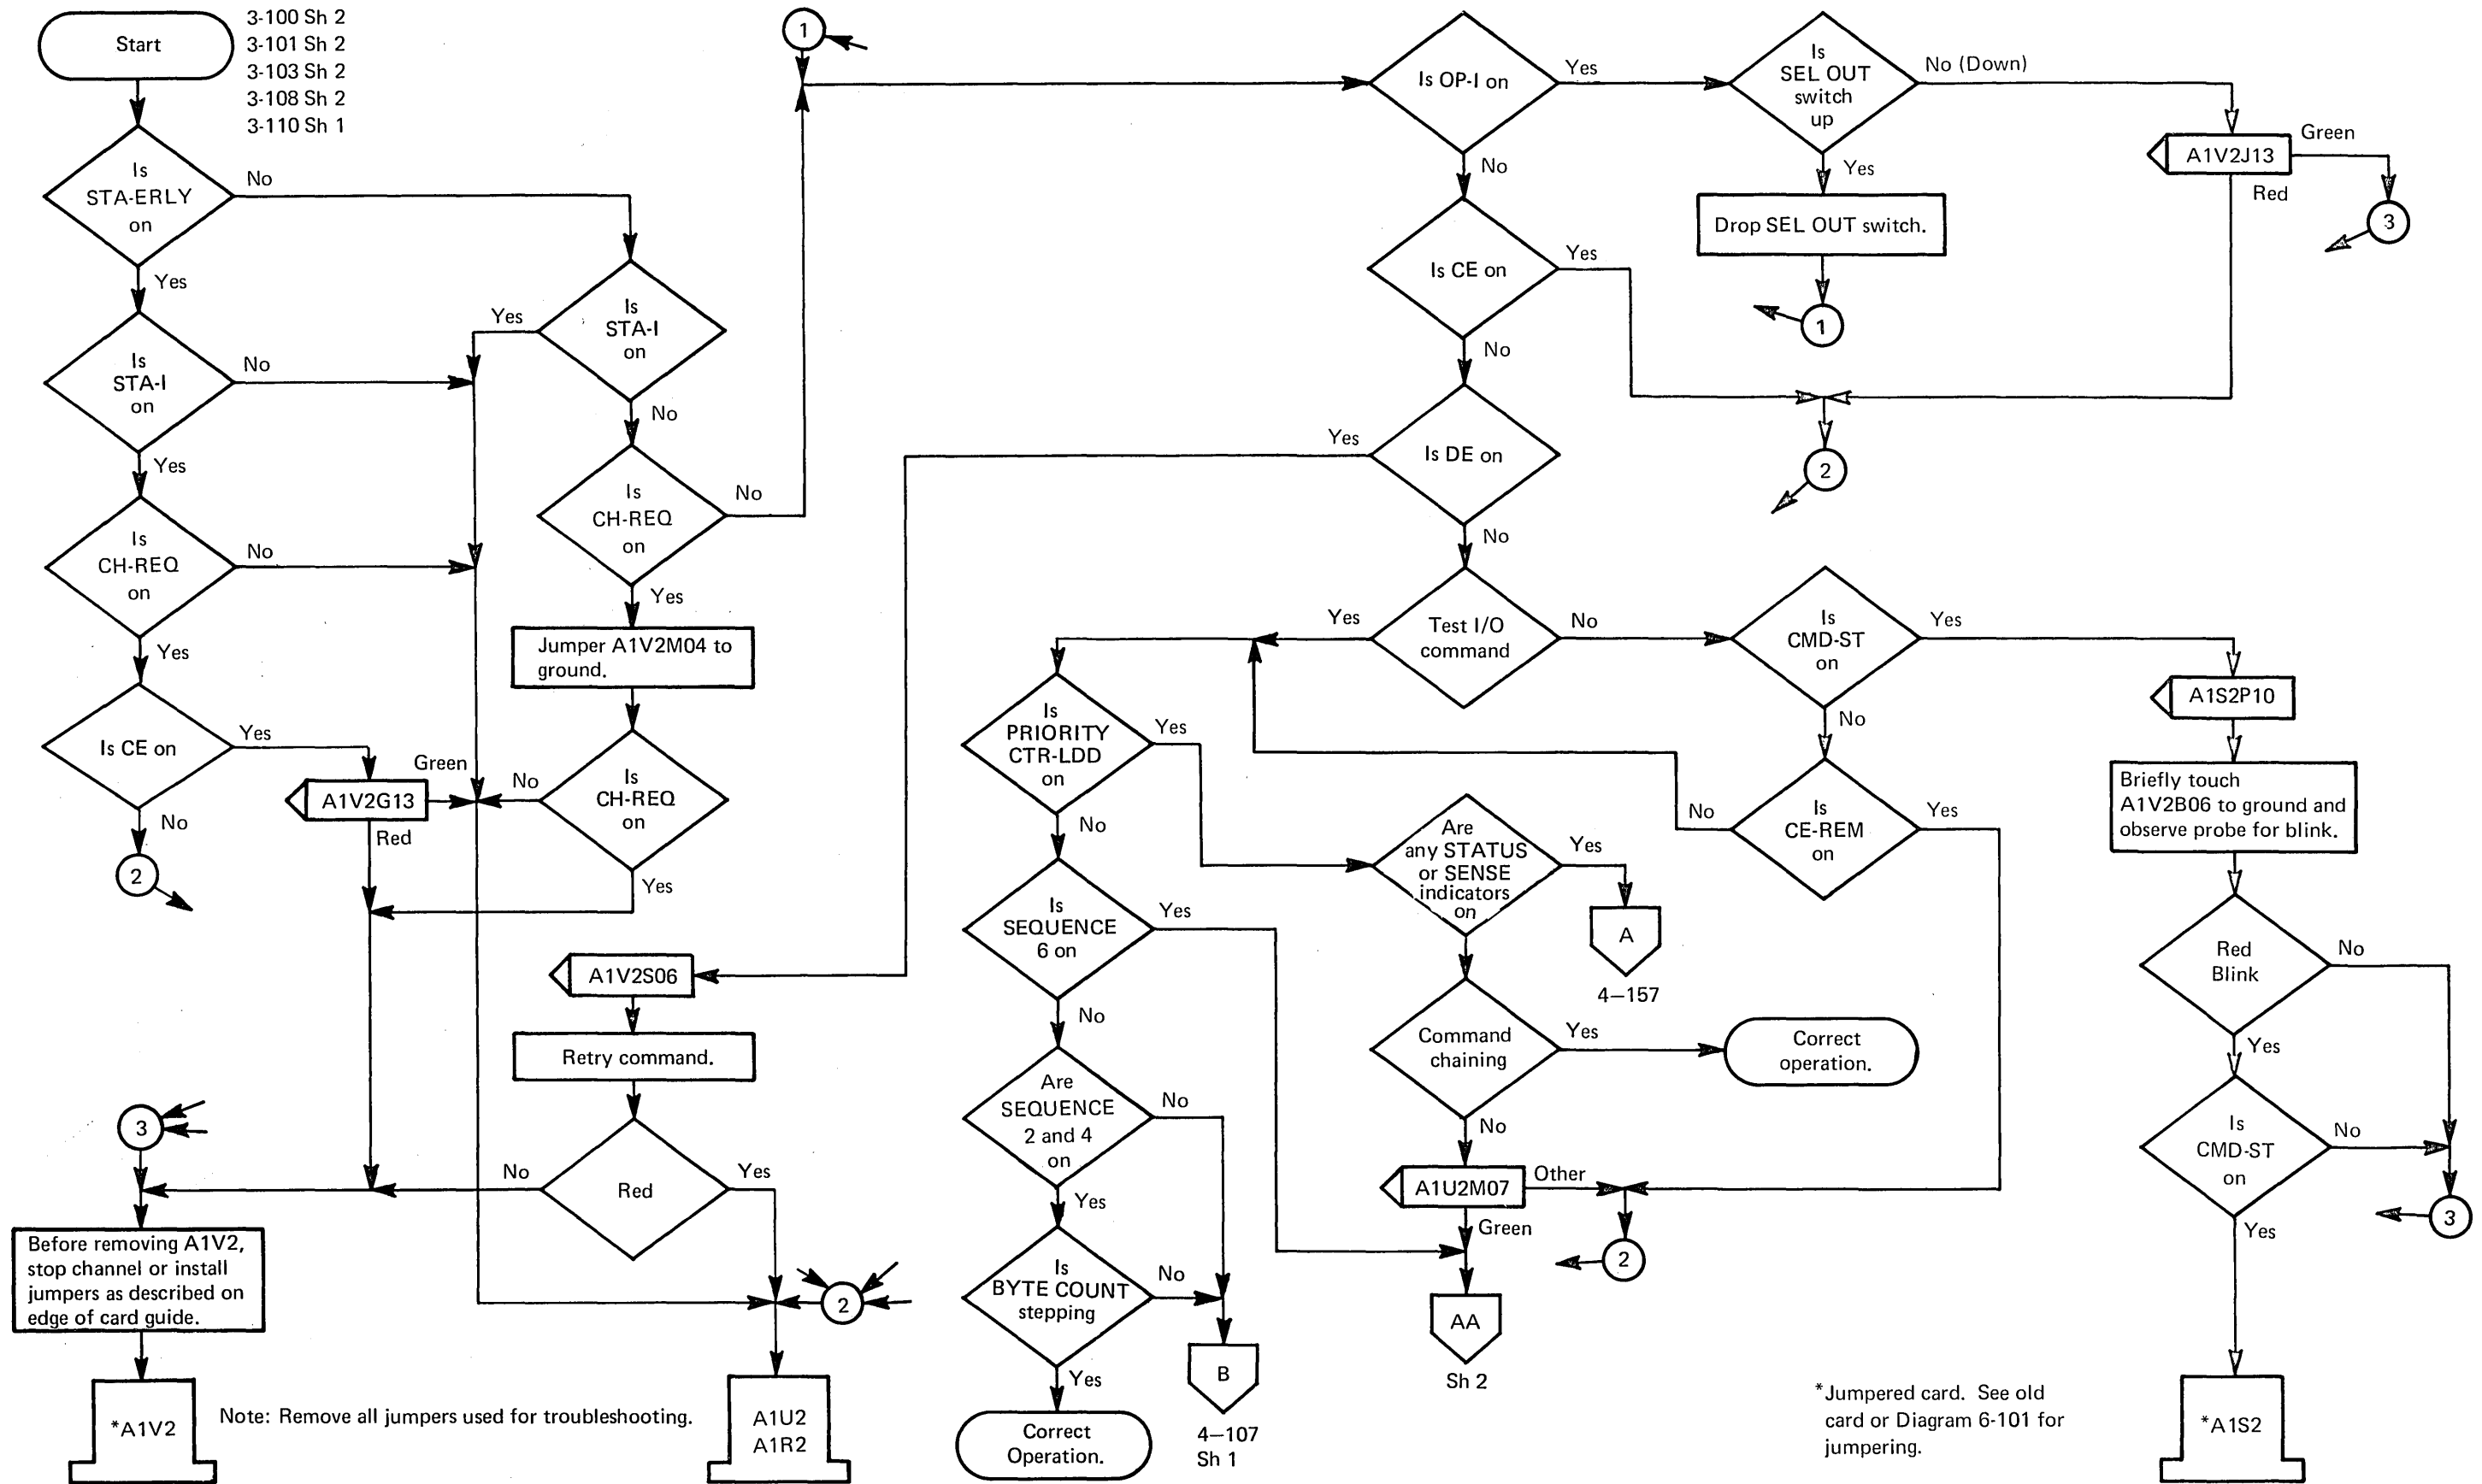 Start
3-100 Sh 2
3-101 Sh 2
3-103 Sh 2
3-108 Sh 2
3-110 Sh 1
Is
STA-ERLY
on
No
Yes
Is
STA-I
on
No
Yes
Is
CH-REQ
on
No
Yes
Is CE on
Yes
No
2
A1V2G13
Green
Red
Is
STA-I
on
Yes
No
Is
CH-REQ
on
No
Yes
Jumper A1V2M04 to
ground.
Is
CH-REQ
on
No
Yes
A1V2S06
Retry command.
Red
No
Yes
3
Before removing A1V2,
stop channel or install
jumpers as described on
edge of card guide.
*A1V2
Note: Remove all jumpers used for troubleshooting.
2
A1U2
A1R2
1
Is OP-I on
Yes
No
Is
SEL OUT
switch
up
No (Down)
Yes
Drop SEL OUT switch.
1
A1V2J13
Green
Red
3
Is CE on
Yes
No
2
Is DE on
Yes
No
Test I/O
command
Yes
No
Is
CMD-ST
on
Yes
No
Is
CE-REM
on
No
Yes
Is
PRIORITY
CTR-LDD
on
Yes
No
Is
SEQUENCE
6 on
Yes
No
Are
SEQUENCE
2 and 4
on
No
Yes
Is
BYTE COUNT
stepping
No
Yes
Correct
Operation.
B
4–107
Sh 1
Are
any STATUS
or SENSE
indicators
on
Yes
A
4–157
Command
chaining
Yes
Correct
operation.
No
A1U2M07
Other
Green
2
AA
Sh 2
A1S2P10
Briefly touch
A1V2B06 to ground and
observe probe for blink.
Red
Blink
No
Yes
Is
CMD-ST
on
No
Yes
3
*Jumpered card. See old
card or Diagram 6-101 for
jumpering.
*A1S2